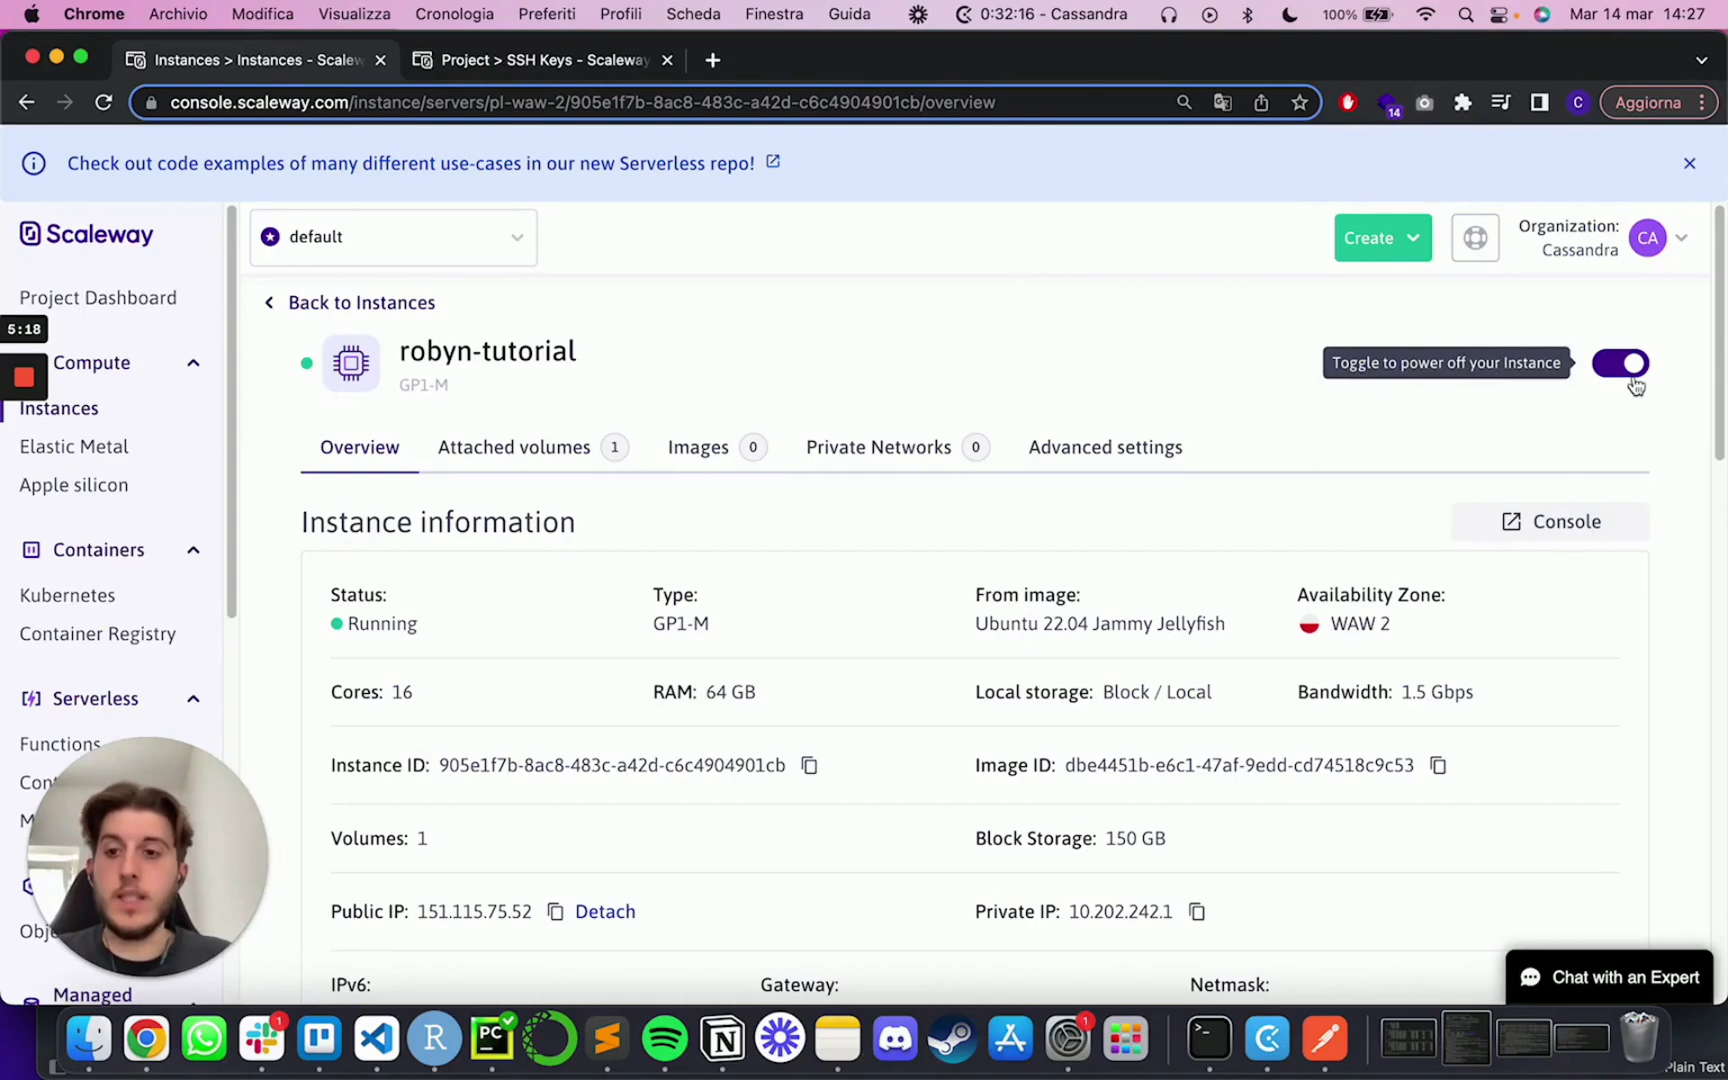 Chrome Archivio Modifica Visualizza Cronologia Preferiti Profili Scheda Finestra Guida 0:32:16 - Cassandra 100% Mar 14 mar 14:27
Instances > Instances - Scalew Project > SSH Keys - Scaleway
console.scaleway.com/instance/servers/pl-waw-2/905e1f7b-8ac8-483c-a42d-c6c4904901cb/overview 14 C Aggiorna
Check out code examples of many different use-cases in our new Serverless repo!
Scaleway
default
Create
Organization:
Cassandra
CA
Project Dashboard
5:18
Compute
Instances
Elastic Metal
Apple silicon
Containers
Kubernetes
Container Registry
Serverless
Functions
Managed
Back to Instances
robyn-tutorial
GP1-M
Toggle to power off your Instance
Overview Attached volumes 1 Images 0 Private Networks 0 Advanced settings
Instance information
Console
Status: Type: From image: Availability Zone:
Running GP1-M Ubuntu 22.04 Jammy Jellyfish WAW 2
Cores: 16 RAM: 64 GB Local storage: Block / Local Bandwidth: 1.5 Gbps
Instance ID: 905e1f7b-8ac8-483c-a42d-c6c4904901cb Image ID: dbe4451b-e6c1-47af-9edd-cd74518c9c53
Volumes: 1 Block Storage: 150 GB
Public IP: 151.115.75.52 Detach Private IP: 10.202.242.1
IPv6: Gateway: Netmask:
Chat with an Expert
1 R PC 1
Plain Text